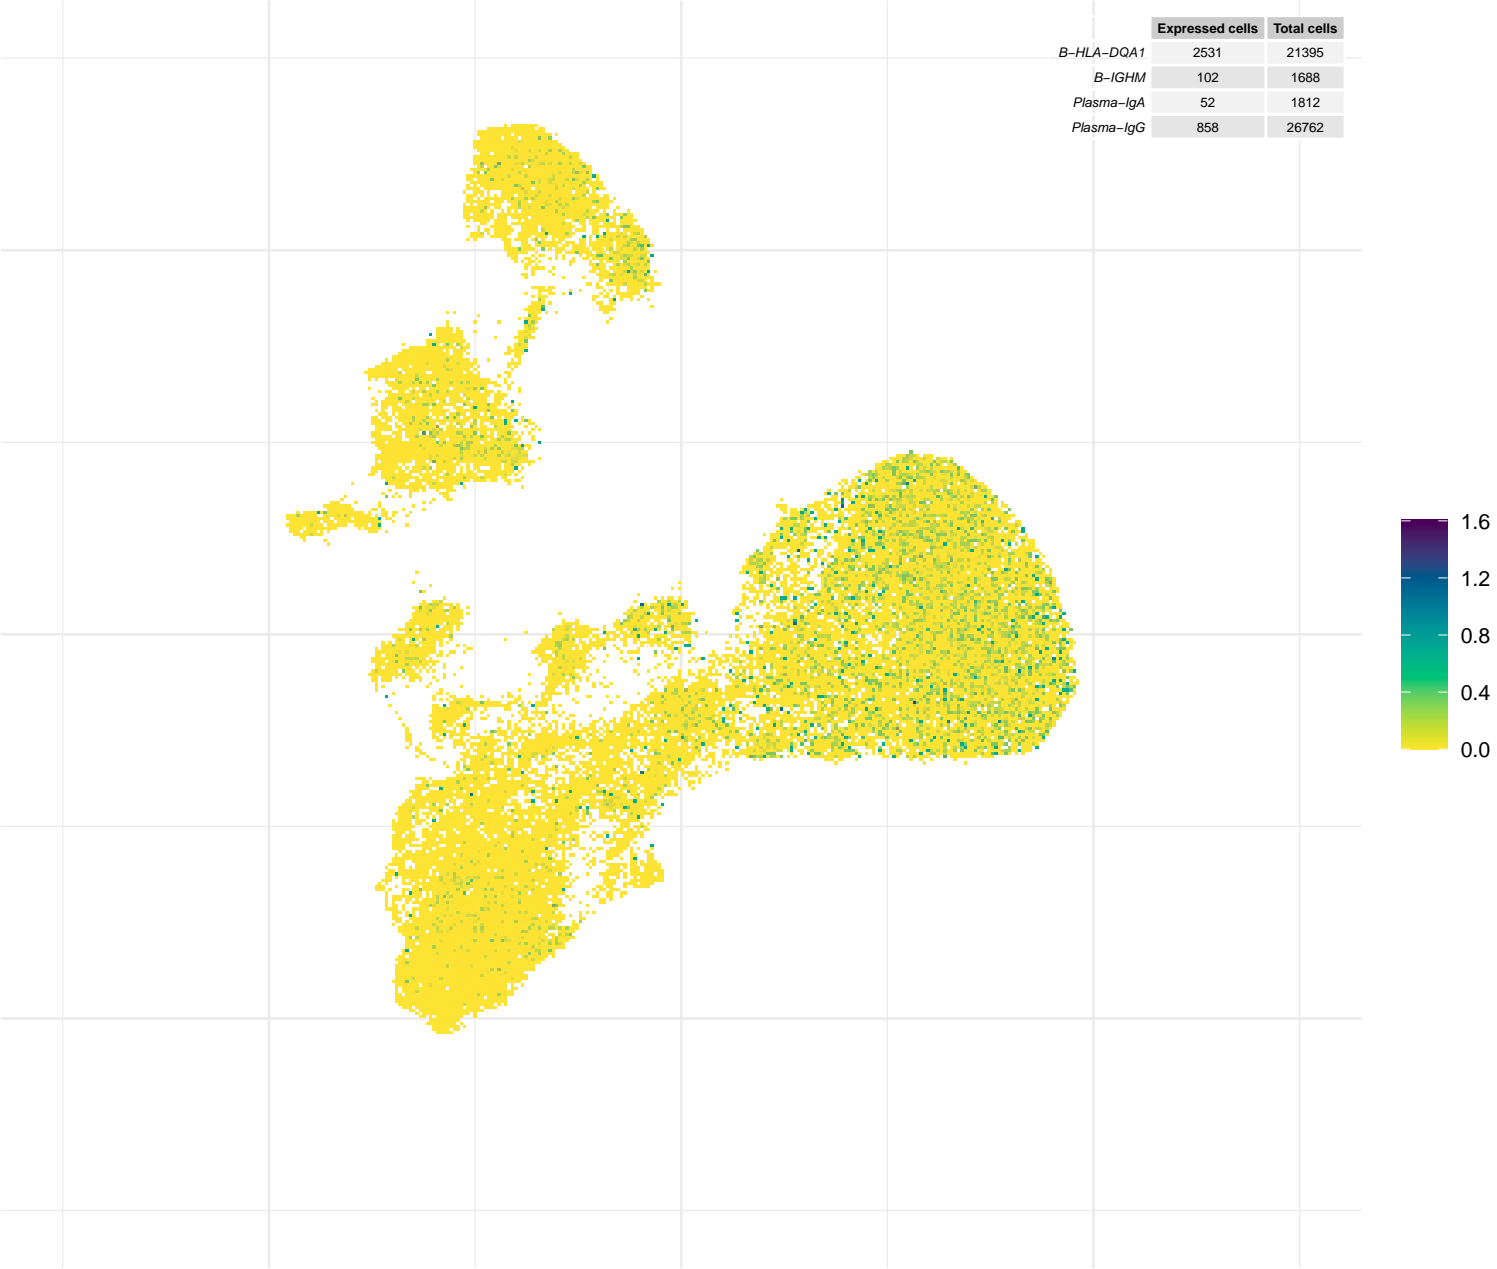 Expressed cells Total cells
B−HLA−DQA1 2531 21395
B−IGHM 102 1688
Plasma−IgA 52 1812
Plasma−IgG 858 26762
1.6
1.2
0.8
0.4
0.0